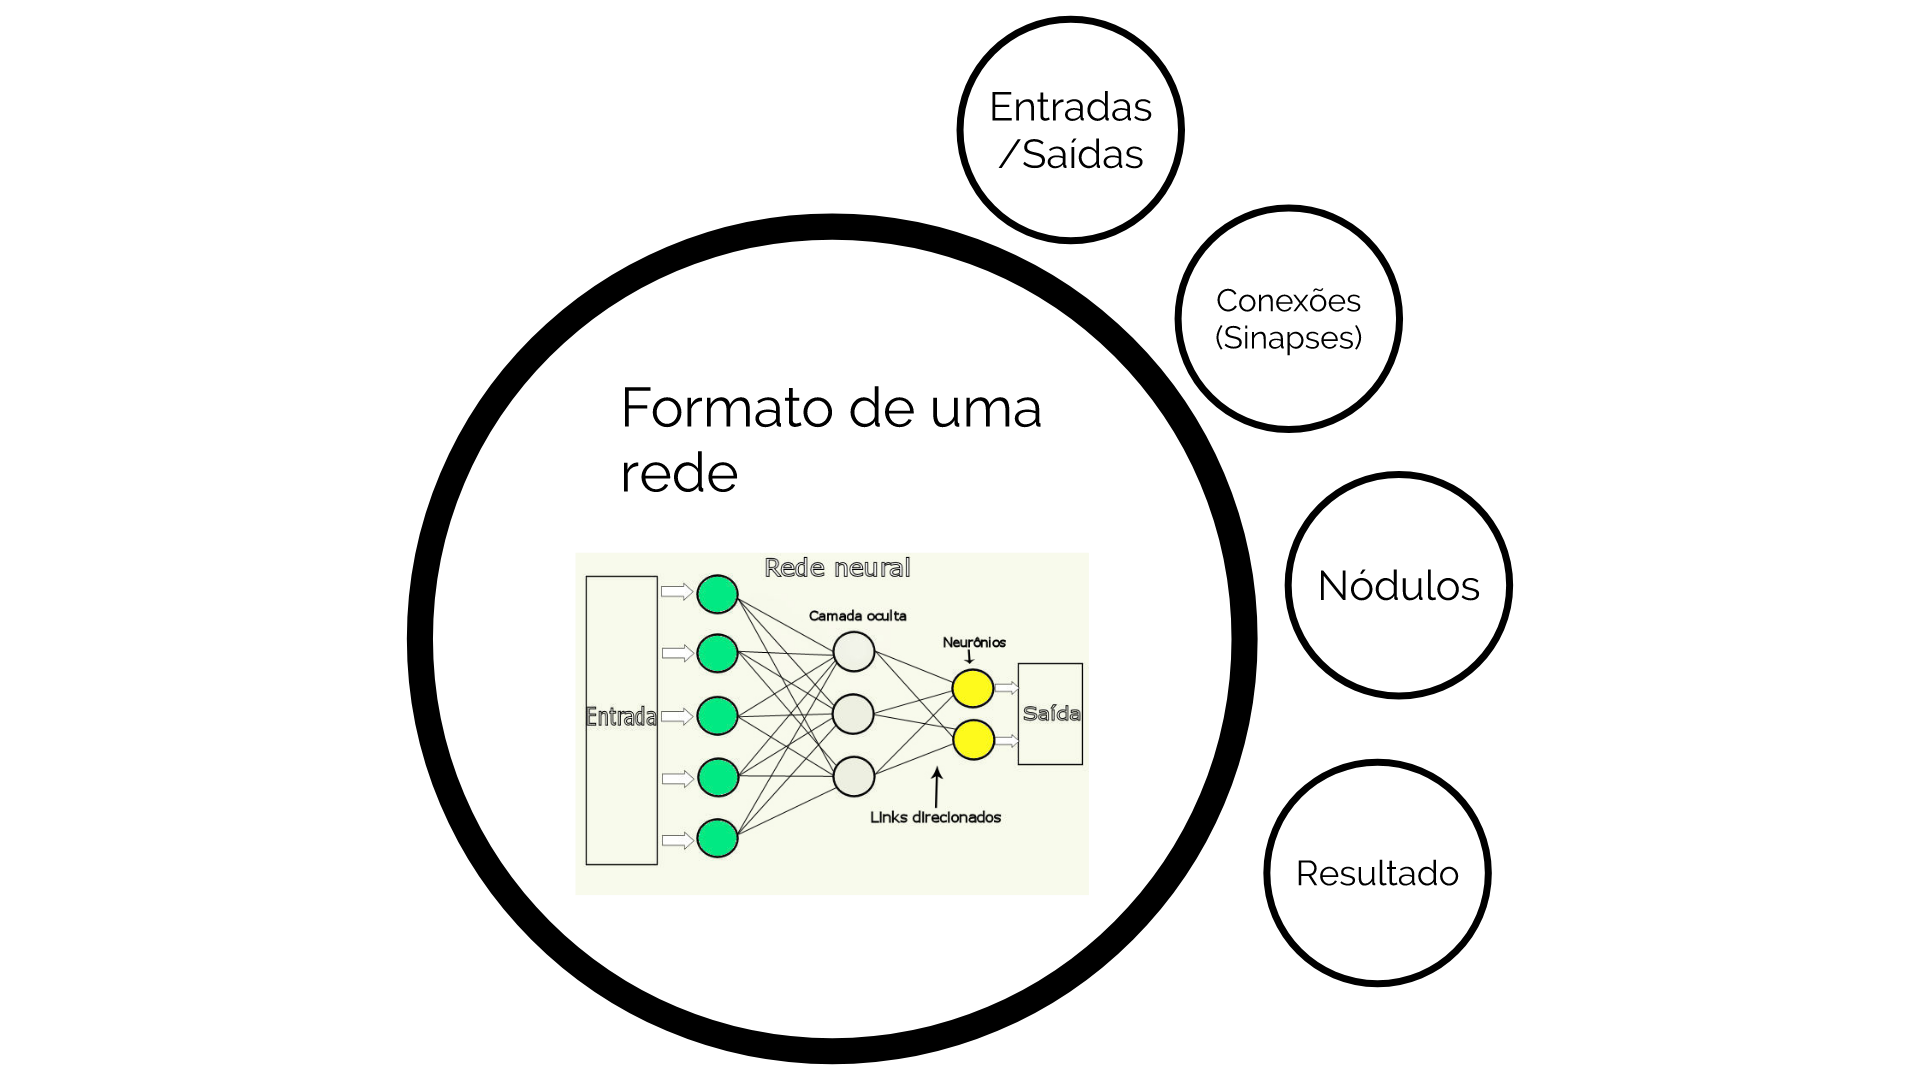 Entradas
/Saídas
Conexões
(Sinapses)
Formato de uma
rede
Rede neural
Camada oculta
Neurônios
Entrada
Saída
Links direcionados
Nódulos
Resultado